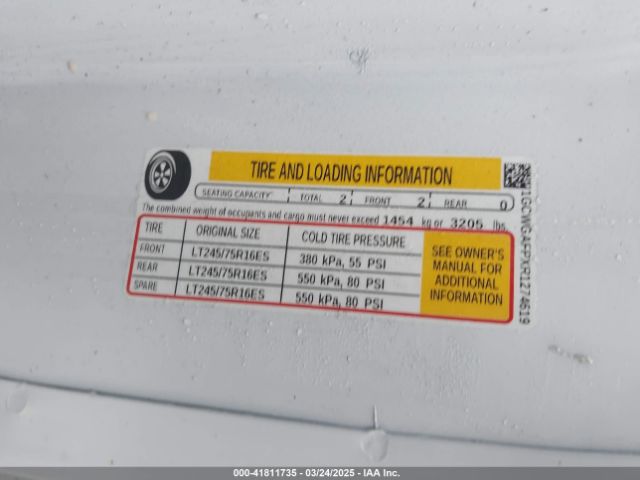 TIRE AND LOADING INFORMATION
SEATING CAPACITY TOTAL 2 FRONT 2 REAR 0
The combined weight of occupants and cargo must never exceed 1454 kg or 3205 lbs.
TIRE ORIGINAL SIZE COLD TIRE PRESSURE
FRONT LT245/75R16ES 380 kPa, 55 PSI
REAR LT245/75R16ES 550 kPa, 80 PSI
SPARE LT245/75R16ES 550 kPa, 80 PSI
SEE OWNER'S
MANUAL FOR
ADDITIONAL
INFORMATION
1GCWGAFPXR1274619
000-41811735 - 03/24/2025 - IAA Inc.